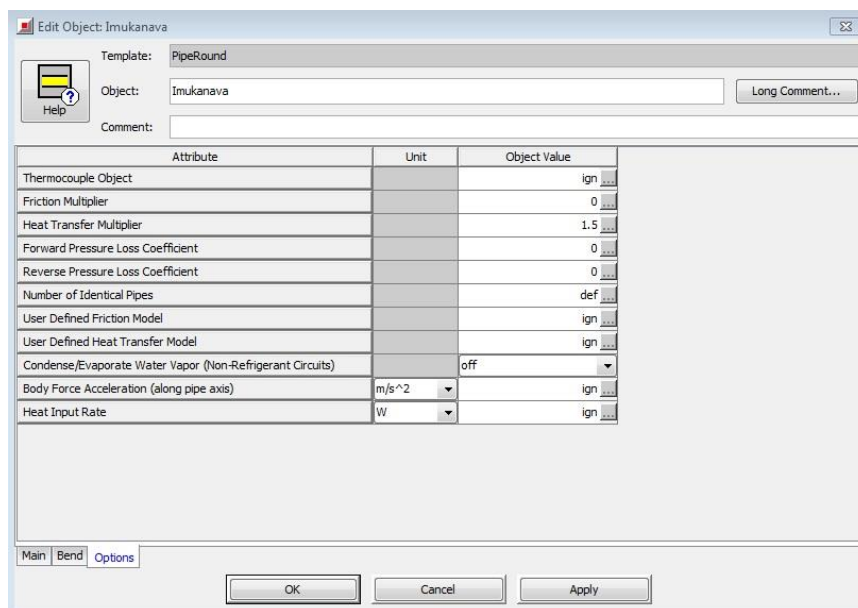 Edit Object: Imukanava
Template: PipeRound
Help
Object: Imukanava Long Comment...
Comment:
Attribute Unit Object Value
Thermocouple Object ign ...
Friction Multiplier 0 ...
Heat Transfer Multiplier 1.5 ...
Forward Pressure Loss Coefficient 0 ...
Reverse Pressure Loss Coefficient 0 ...
Number of Identical Pipes def ...
User Defined Friction Model ign ...
User Defined Heat Transfer Model ign ...
Condense/Evaporate Water Vapor (Non-Refrigerant Circuits) off
Body Force Acceleration (along pipe axis) m/s^2 ign ...
Heat Input Rate W ign ...
Main Bend Options
OK Cancel Apply